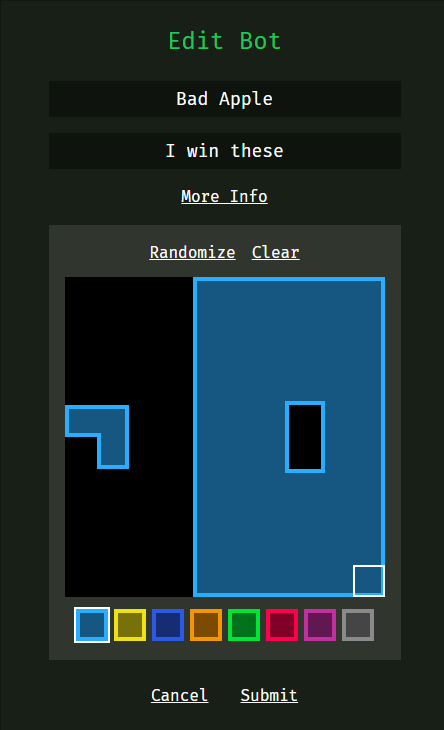 Edit Bot
Bad Apple
I win these
More Info
Randomize Clear
Cancel Submit